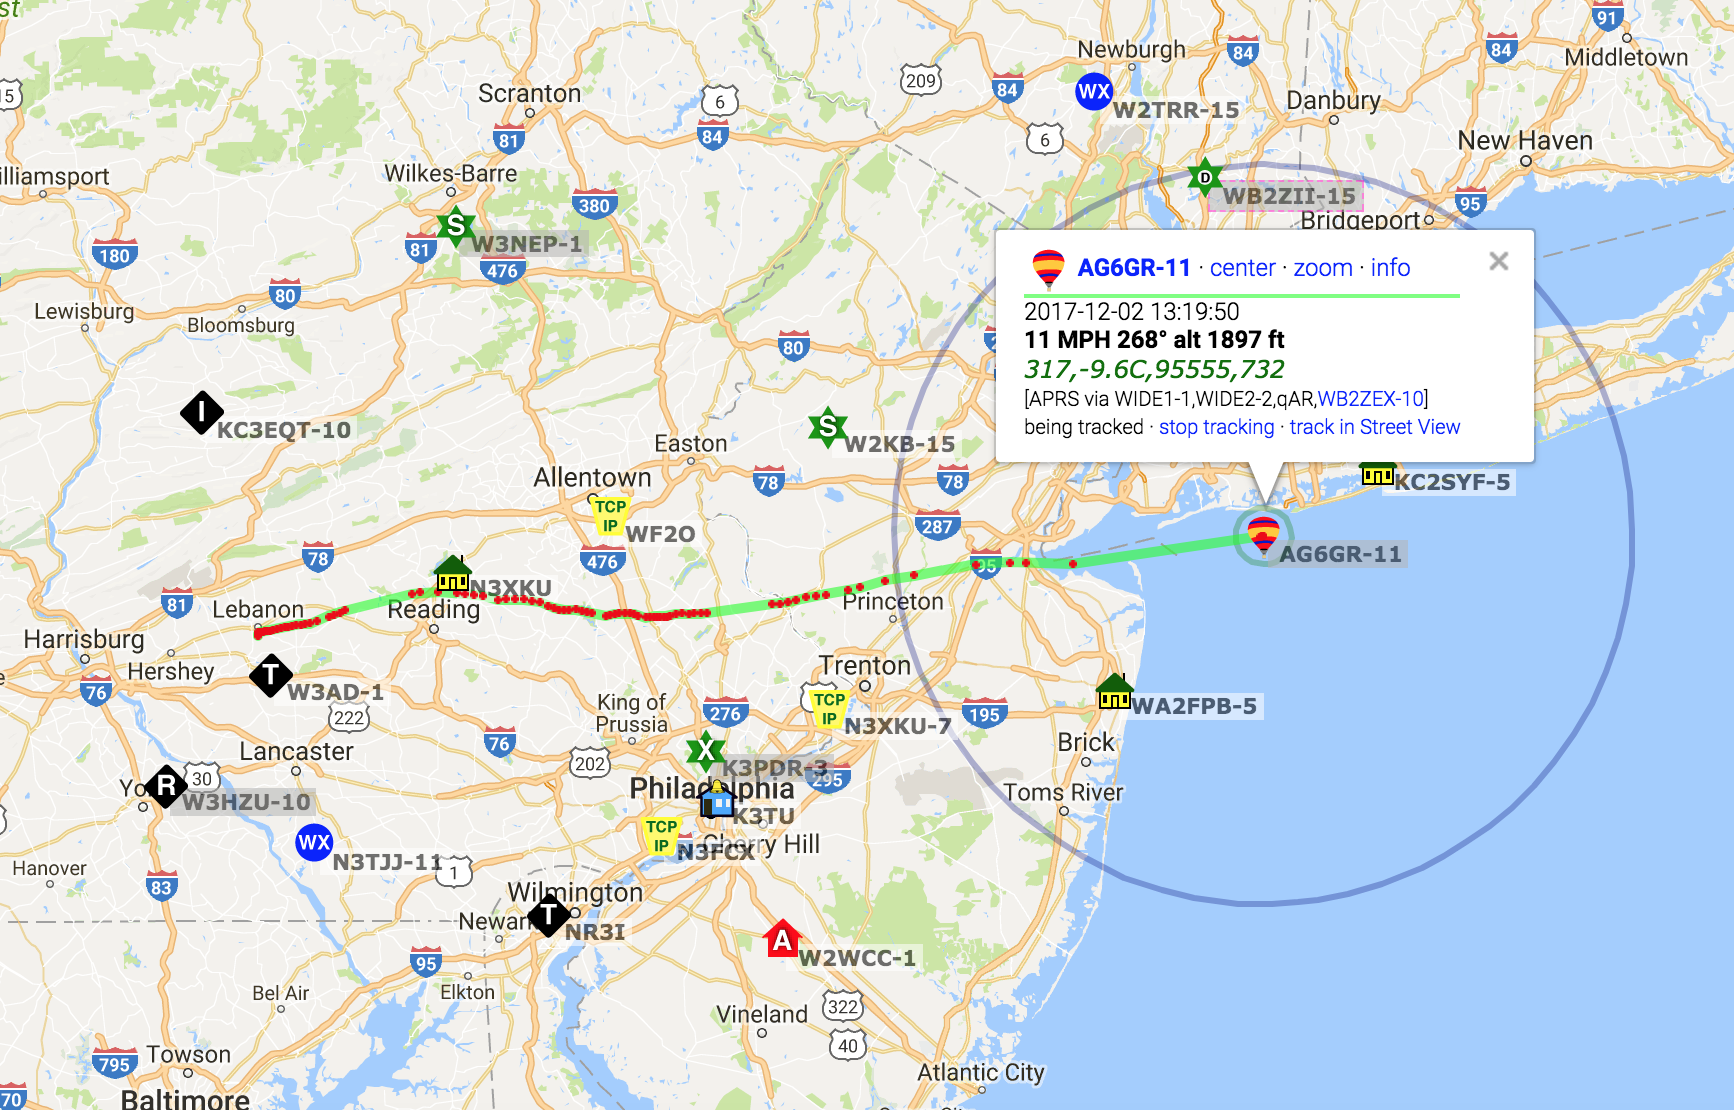 st
91
Newburgh
84
84
Middletown
209
84
Scranton
6
WX
W2TRR-15
Danbury
15
81
84
6
New Haven
Wilkes-Barre
D
WB2ZII-15
lliamsport
380
95
S
W3NEP-1
Bridgeport
180
81
476
AG6GR-11 · center · zoom · info
×
2017-12-02 13:19:50
11 MPH 268° alt 1897 ft
317,-9.6C,95555,732
[APRS via WIDE1-1,WIDE2-2,qAR,WB2ZEX-10]
being tracked · stop tracking · track in Street View
80
Lewisburg
Bloomsburg
80
I
KC3EQT-10
S
W2KB-15
Easton
Allentown
78
78
KC2SYF-5
TCP
IP
WF2O
287
AG6GR-11
78
476
95
N3XKU
81
Lebanon
Reading
Princeton
Harrisburg
Hershey
T
W3AD-1
Trenton
76
222
King of
Prussia
276
TCP
IP
N3XKU-7
195
WA2FPB-5
76
Lancaster
202
X
K3PDR-3
295
Brick
Yo
R
30
W3HZU-10
Philadelphia
K3TU
Toms River
WX
N3TJJ-11
TCP
IP
N3FCX
Cherry Hill
Hanover
83
1
Wilmington
Newark
T
NR3I
A
W2WCC-1
95
Bel Air
Elkton
Vineland
322
40
795
Towson
Atlantic City
70
Baltimore